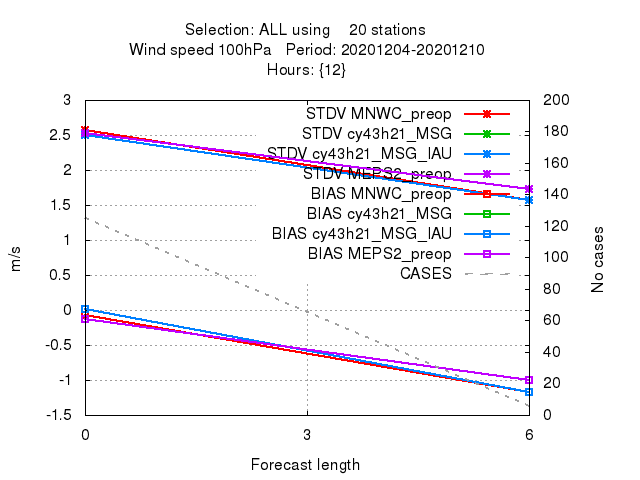 Selection: ALL using 20 stations
Wind speed 100hPa Period: 20201204-20201210
Hours: {12}
3
2.5
2
1.5
1
0.5
0
-0.5
-1
-1.5
m/s
STDV MNWC_preop
STDV cy43h21_MSG
STDV cy43h21_MSG_IAU
STDV MEPS2_preop
BIAS MNWC_preop
BIAS cy43h21_MSG
BIAS cy43h21_MSG_IAU
BIAS MEPS2_preop
CASES
200
180
160
140
120
100
80
60
40
20
0
No cases
0 3 6
Forecast length